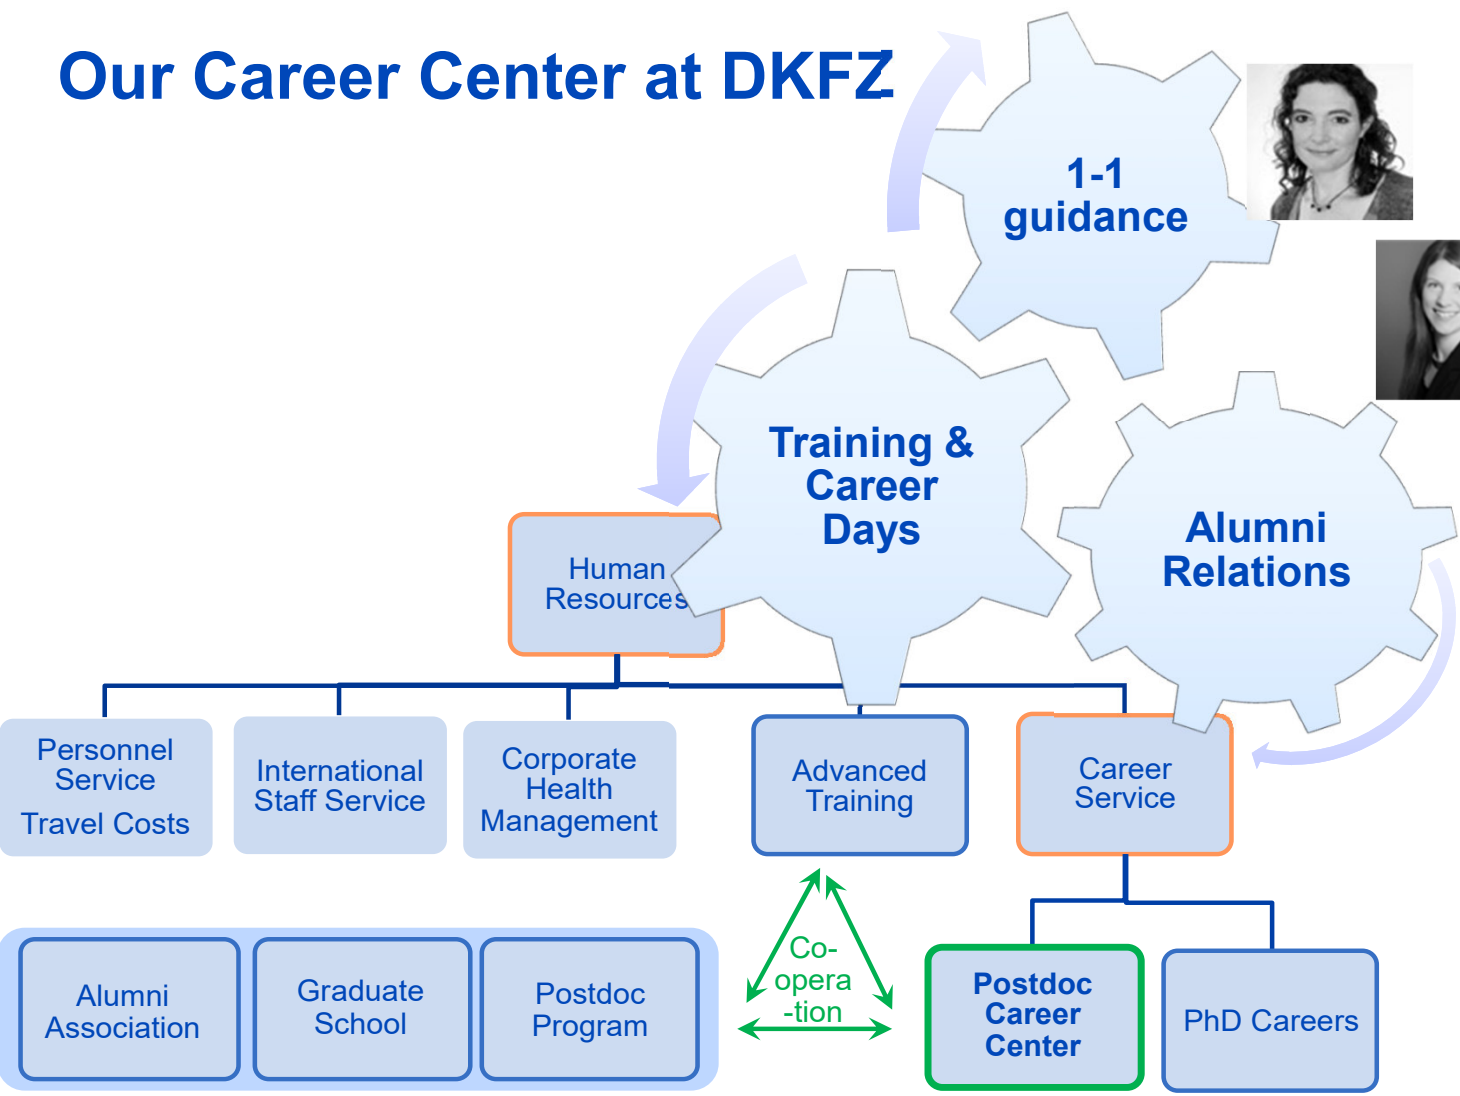 Our Career Center at DKFZ
1-1
guidance
Training &
Career
Days
Alumni
Relations
Human
Resources
Personnel
Service
Travel Costs
International
Staff Service
Corporate
Health
Management
Advanced
Training
Career
Service
Alumni
Association
Graduate
School
Postdoc
Program
Co-
opera
-tion
Postdoc
Career
Center
PhD Careers